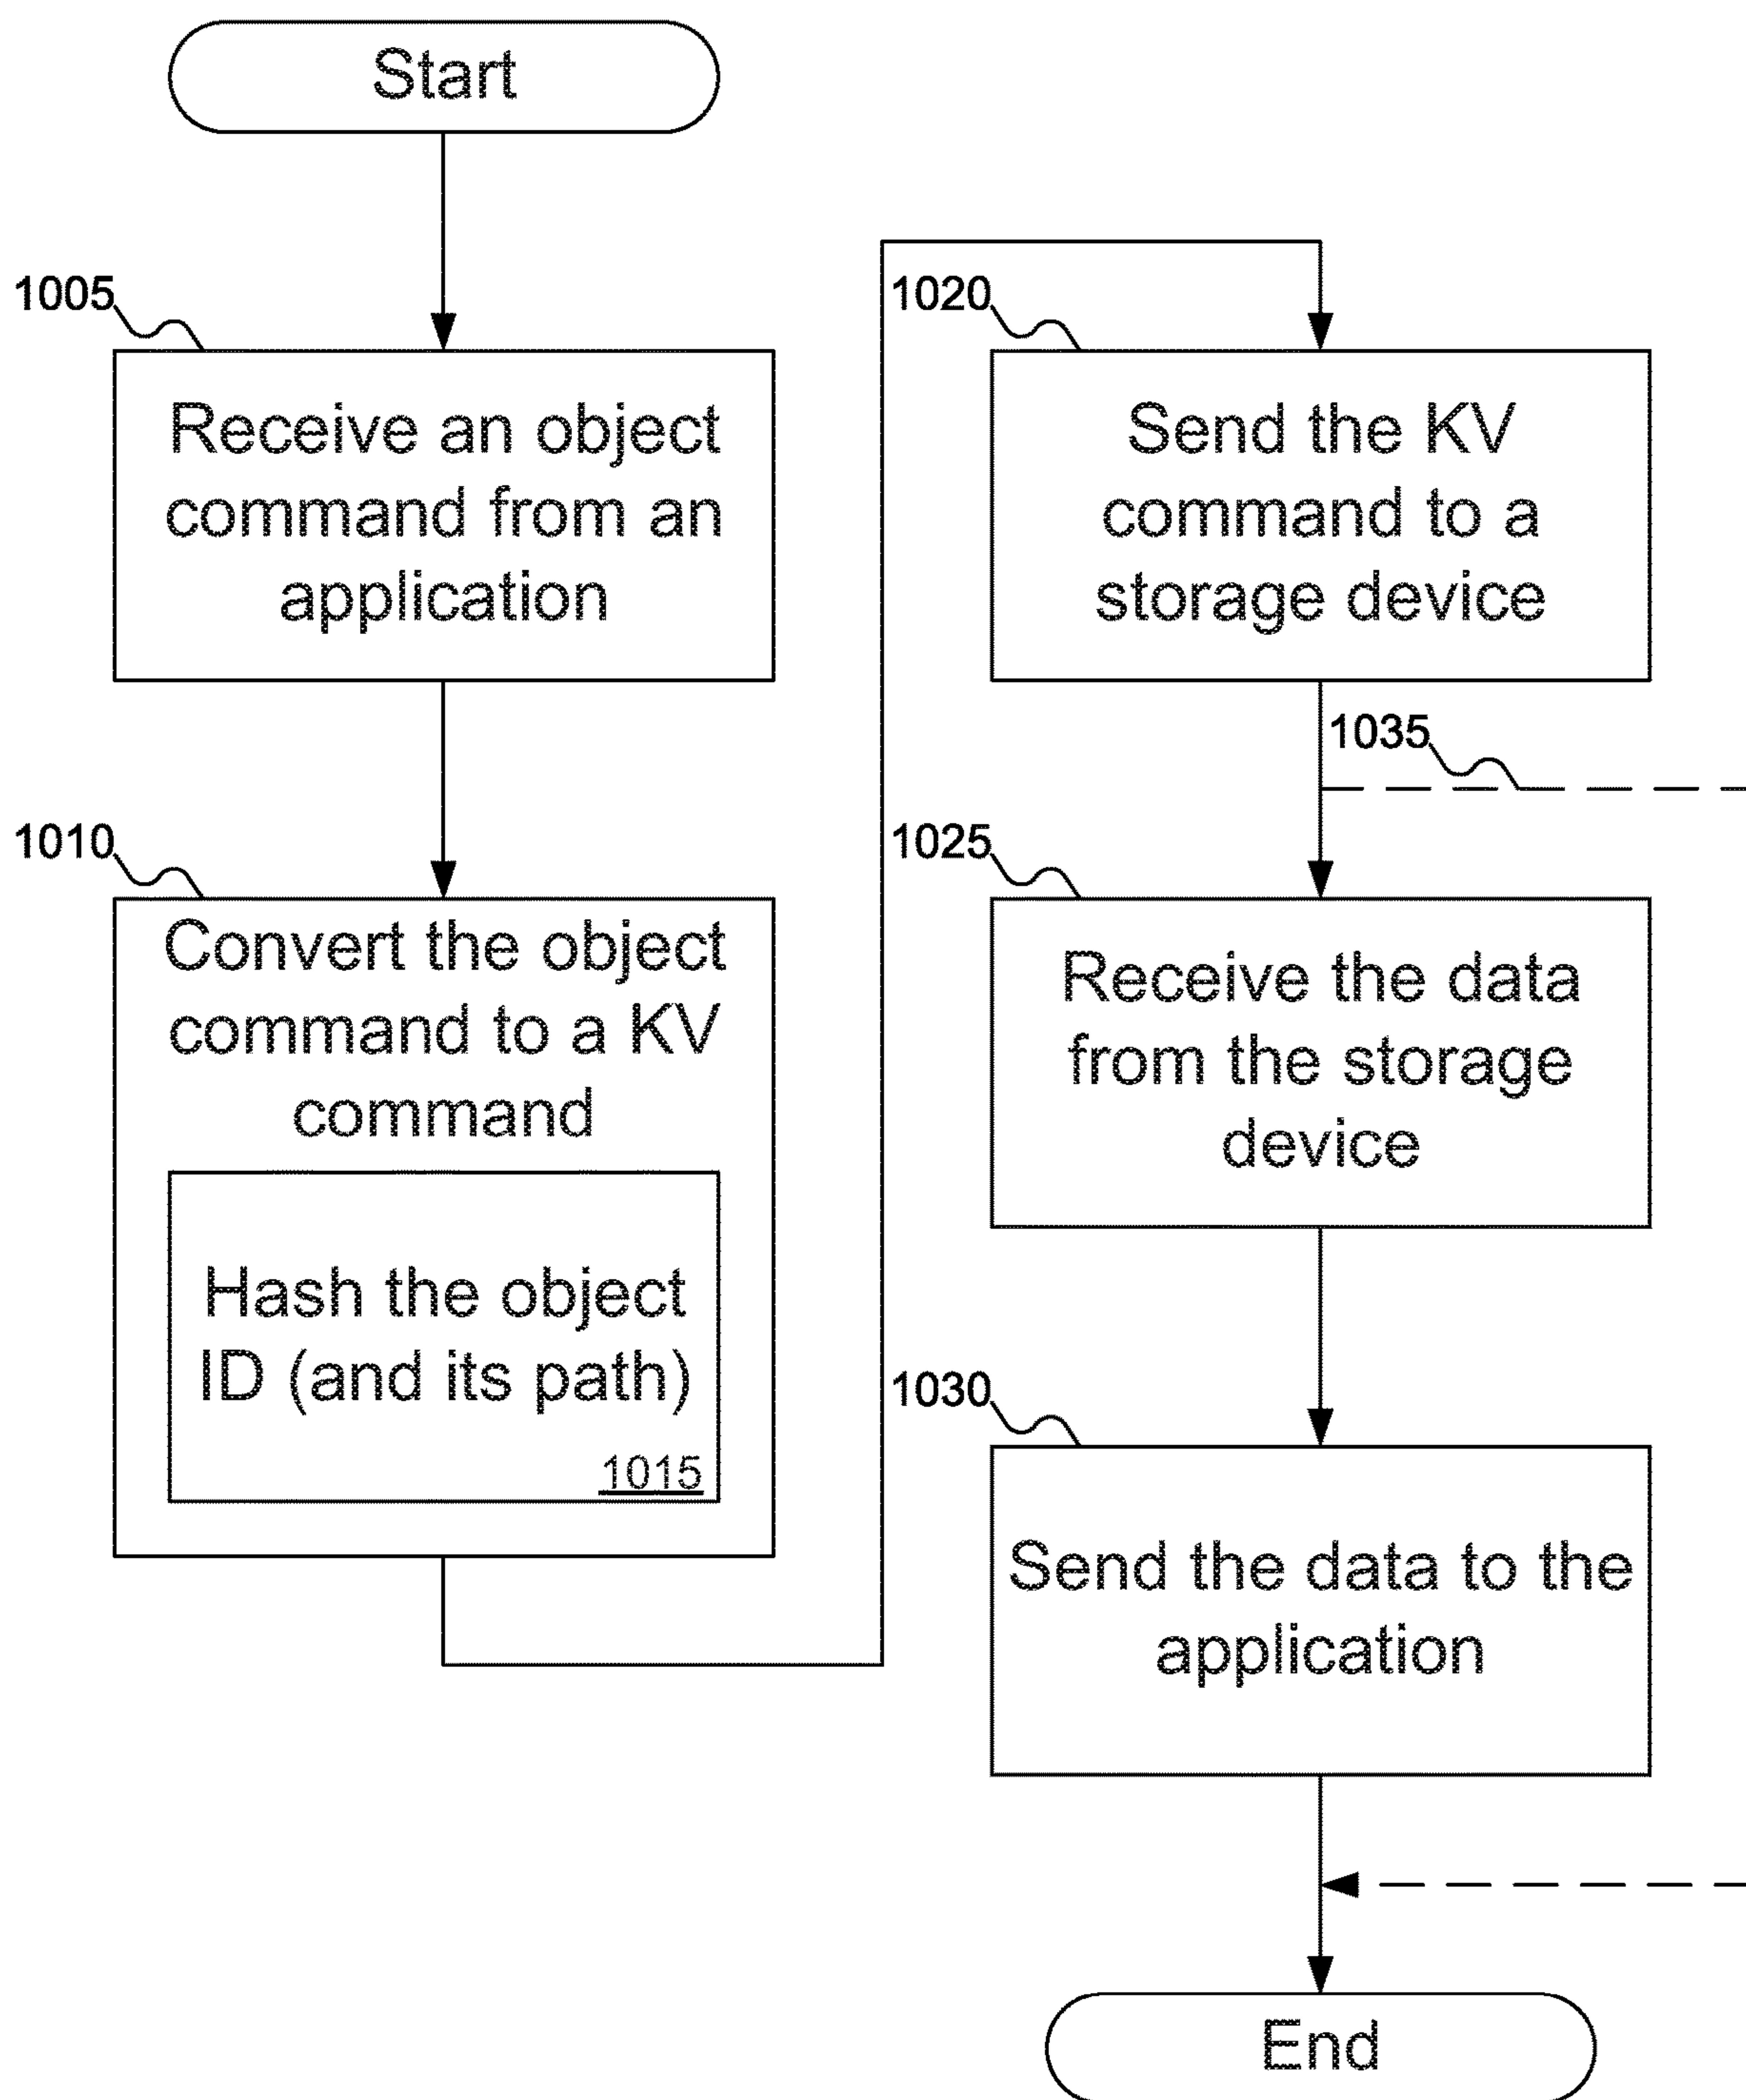 Start
1005
Receive an object
command from an
application
1010
Convert the object
command to a KV
command
Hash the object
ID (and its path)
1015
1020
Send the KV
command to a
storage device
1035
1025
Receive the data
from the storage
device
1030
Send the data to the
application
End